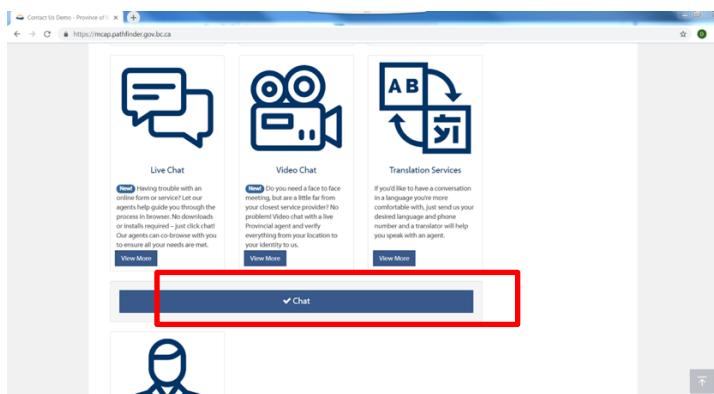 Contact Us Demo - Province of
https://mcap.pathfinder.gov.bc.ca
AB
Live Chat
Video Chat
Translation Services
New! Having trouble with an
online form or service? Let our
agents help guide you through the
process in browser. No downloads
or installs required – just click chat!
Our agents can co-browse with you
to ensure all your needs are met.
View More
New! Do you need a face to face
meeting, but are a little far from
your closest service provider? No
problem! Video chat with a live
Provincial agent and verify
everything from your location to
your identity to us.
View More
If you'd like to have a conversation
in a language you're more
comfortable with, just send us your
desired language and phone
number and a translator will help
you speak with an agent.
View More
✔ Chat